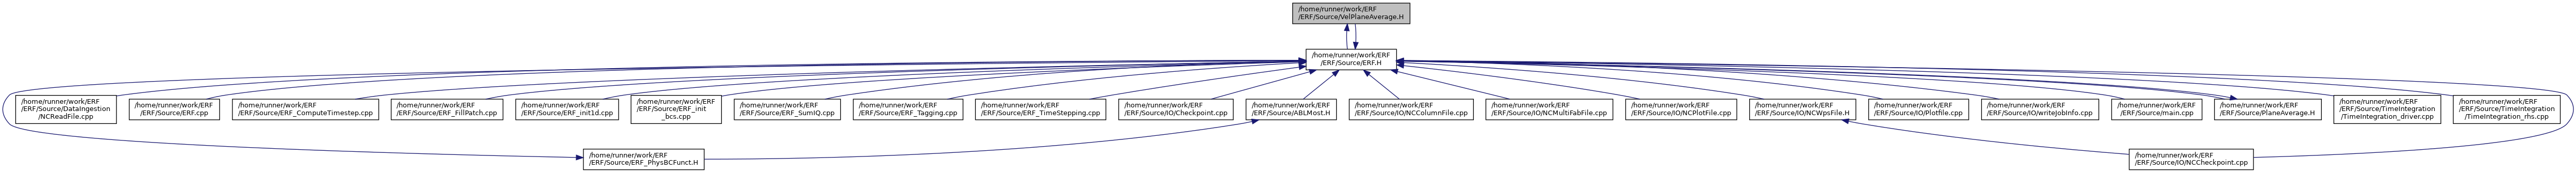 /home/runner/work/ERF
/ERF/Source/VelPlaneAverage.H
/home/runner/work/ERF
/ERF/Source/ERF.H
/home/runner/work/ERF
/ERF/Source/DataIngestion
/NCReadFile.cpp
/home/runner/work/ERF
/ERF/Source/ERF.cpp
/home/runner/work/ERF
/ERF/Source/ERF_ComputeTimestep.cpp
/home/runner/work/ERF
/ERF/Source/ERF_FillPatch.cpp
/home/runner/work/ERF
/ERF/Source/ERF_init1d.cpp
/home/runner/work/ERF
/ERF/Source/ERF_init
_bcs.cpp
/home/runner/work/ERF
/ERF/Source/ERF_SumIQ.cpp
/home/runner/work/ERF
/ERF/Source/ERF_Tagging.cpp
/home/runner/work/ERF
/ERF/Source/ERF_TimeStepping.cpp
/home/runner/work/ERF
/ERF/Source/IO/Checkpoint.cpp
/home/runner/work/ERF
/ERF/Source/ABLMost.H
/home/runner/work/ERF
/ERF/Source/IO/NCColumnFile.cpp
/home/runner/work/ERF
/ERF/Source/IO/NCMultiFabFile.cpp
/home/runner/work/ERF
/ERF/Source/IO/NCPlotFile.cpp
/home/runner/work/ERF
/ERF/Source/IO/NCWpsFile.H
/home/runner/work/ERF
/ERF/Source/IO/Plotfile.cpp
/home/runner/work/ERF
/ERF/Source/IO/writeJobInfo.cpp
/home/runner/work/ERF
/ERF/Source/main.cpp
/home/runner/work/ERF
/ERF/Source/PlaneAverage.H
/home/runner/work/ERF
/ERF/Source/TimeIntegration
/TimeIntegration_driver.cpp
/home/runner/work/ERF
/ERF/Source/TimeIntegration
/TimeIntegration_rhs.cpp
/home/runner/work/ERF
/ERF/Source/ERF_PhysBCFunct.H
/home/runner/work/ERF
/ERF/Source/IO/NCCheckpoint.cpp